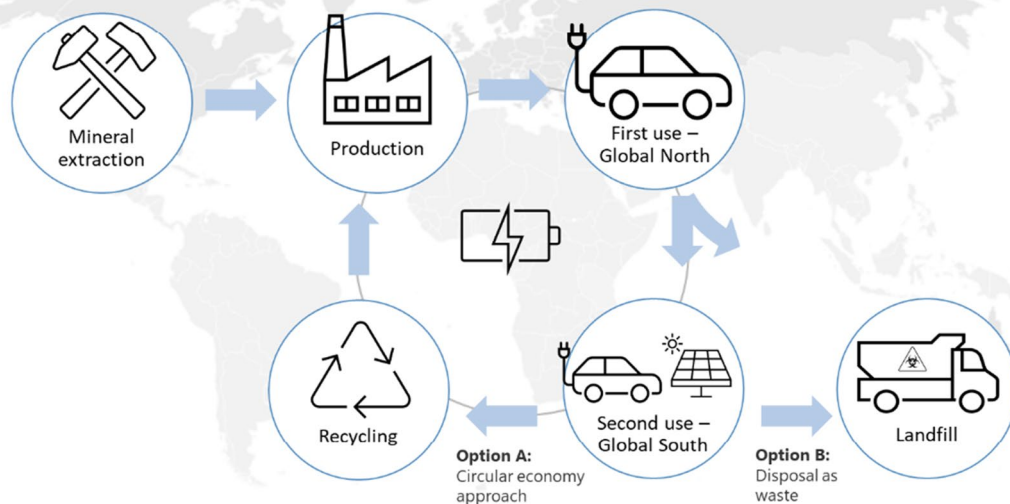 Mineral
extraction
Production
First use –
Global North
Recycling
Second use –
Global South
Landfill
Option A:
Circular economy
approach
Option B:
Disposal as
waste